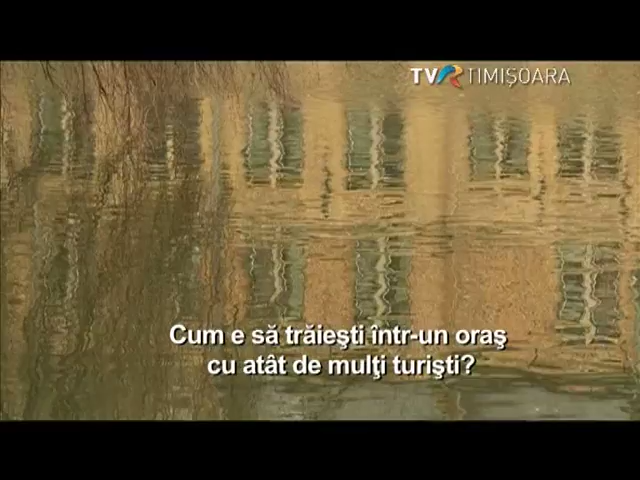 TVR TIMIŞOARA
Cum e să trăieşti într-un oraş
cu atât de mulţi turişti?